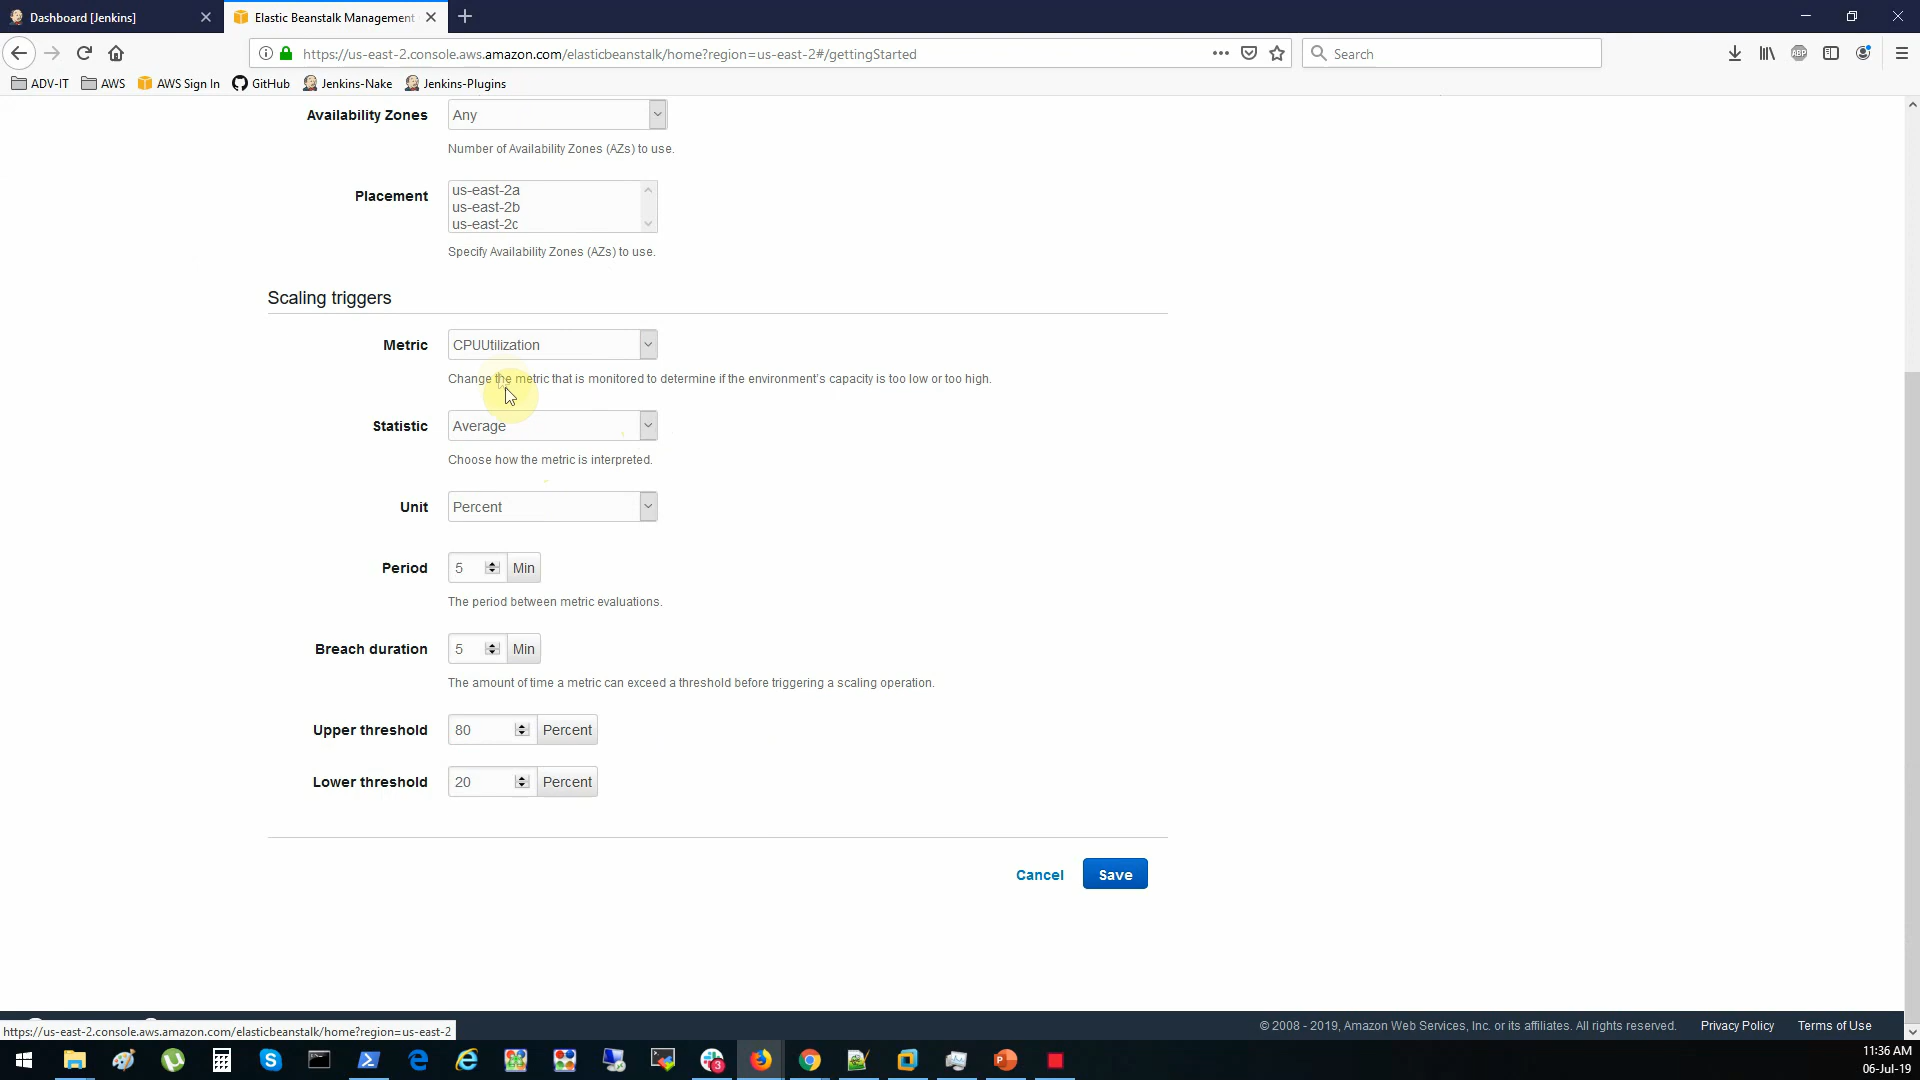 Dashboard [Jenkins]
Elastic Beanstalk Management
https://us-east-2.console.aws.amazon.com/elasticbeanstalk/home?region=us-east-2#/gettingStarted
Search
ADV-IT
AWS
AWS Sign In
GitHub
Jenkins-Nake
Jenkins-Plugins
ABP
Availability Zones
Any
Number of Availability Zones (AZs) to use.
Placement
us-east-2a
us-east-2b
us-east-2c
Specify Availability Zones (AZs) to use.
Scaling triggers
Metric
CPUUtilization
Change the metric that is monitored to determine if the environment's capacity is too low or too high.
Statistic
Average
Choose how the metric is interpreted.
Unit
Percent
Period
5
Min
The period between metric evaluations.
Breach duration
5
Min
The amount of time a metric can exceed a threshold before triggering a scaling operation.
Upper threshold
80
Percent
Lower threshold
20
Percent
Cancel
Save
https://us-east-2.console.aws.amazon.com/elasticbeanstalk/home?region=us-east-2
© 2008 - 2019, Amazon Web Services, Inc. or its affiliates. All rights reserved.
Privacy Policy
Terms of Use
3
11:36 AM
06-Jul-19